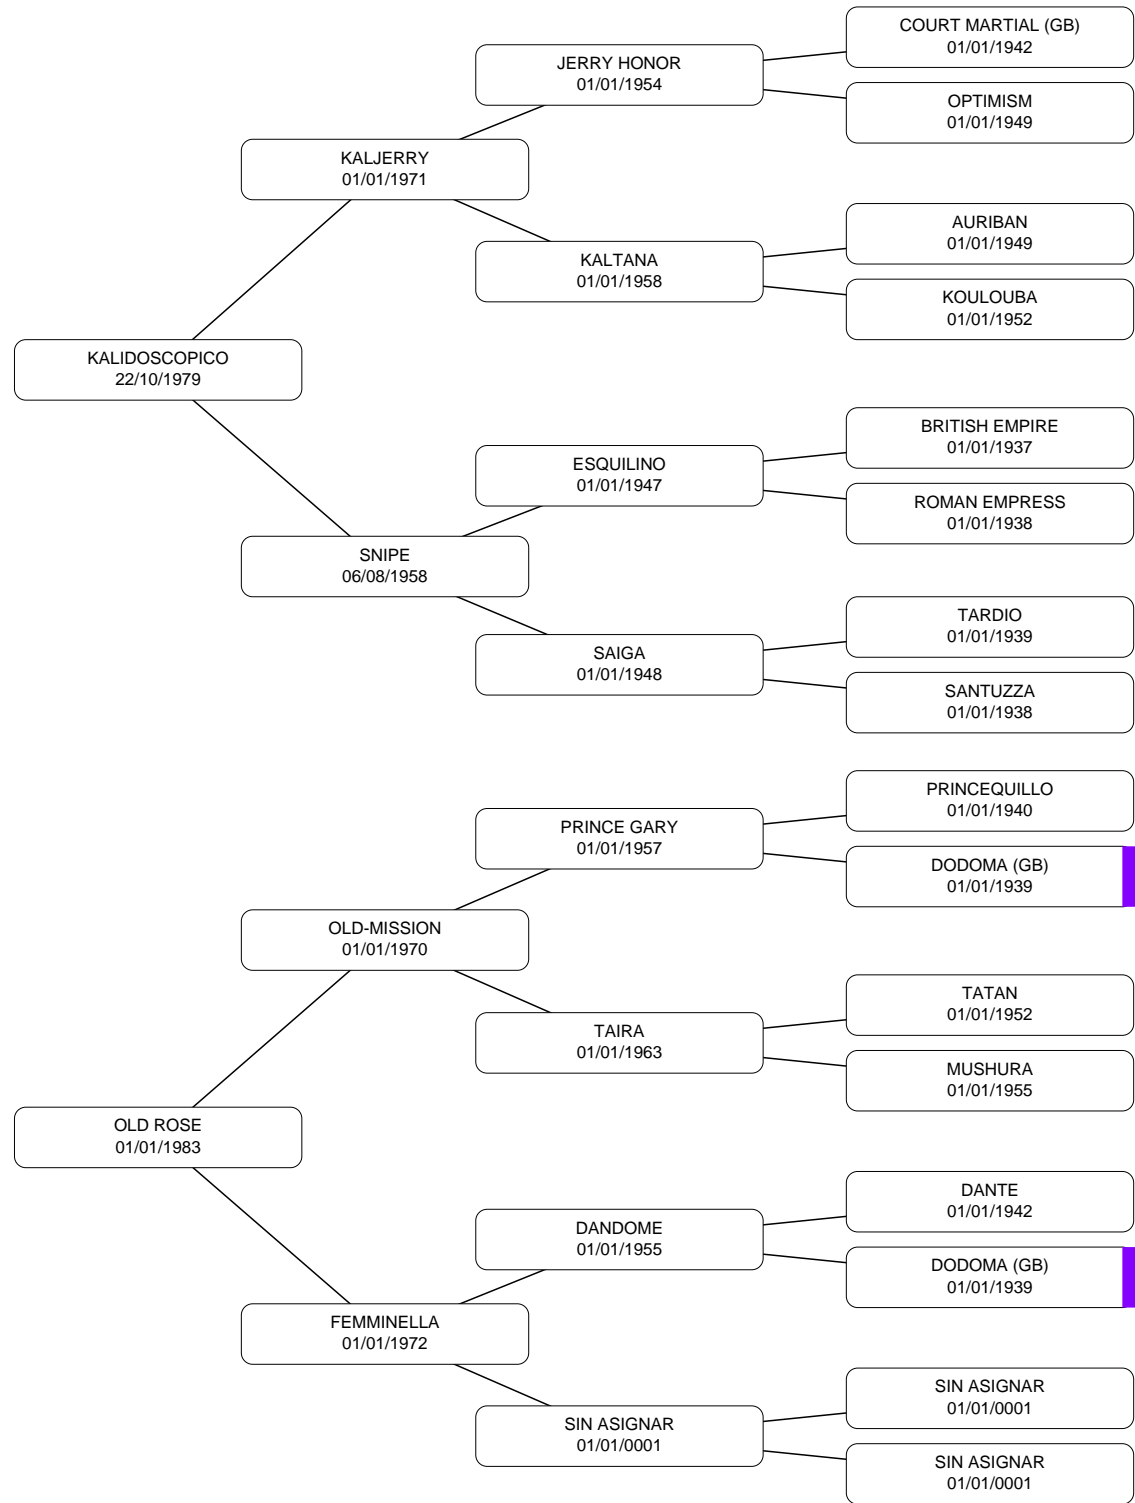 COURT MARTIAL (GB)
01/01/1942
JERRY HONOR
01/01/1954
OPTIMISM
01/01/1949
KALJERRY
01/01/1971
AURIBAN
01/01/1949
KALTANA
01/01/1958
KOULOUBA
01/01/1952
KALIDOSCOPICO
22/10/1979
BRITISH EMPIRE
01/01/1937
ESQUILINO
01/01/1947
ROMAN EMPRESS
01/01/1938
SNIPE
06/08/1958
TARDIO
01/01/1939
SAIGA
01/01/1948
SANTUZZA
01/01/1938
PRINCEQUILLO
01/01/1940
PRINCE GARY
01/01/1957
DODOMA (GB)
01/01/1939
OLD-MISSION
01/01/1970
TATAN
01/01/1952
TAIRA
01/01/1963
MUSHURA
01/01/1955
OLD ROSE
01/01/1983
DANTE
01/01/1942
DANDOME
01/01/1955
DODOMA (GB)
01/01/1939
FEMMINELLA
01/01/1972
SIN ASIGNAR
01/01/0001
SIN ASIGNAR
01/01/0001
SIN ASIGNAR
01/01/0001